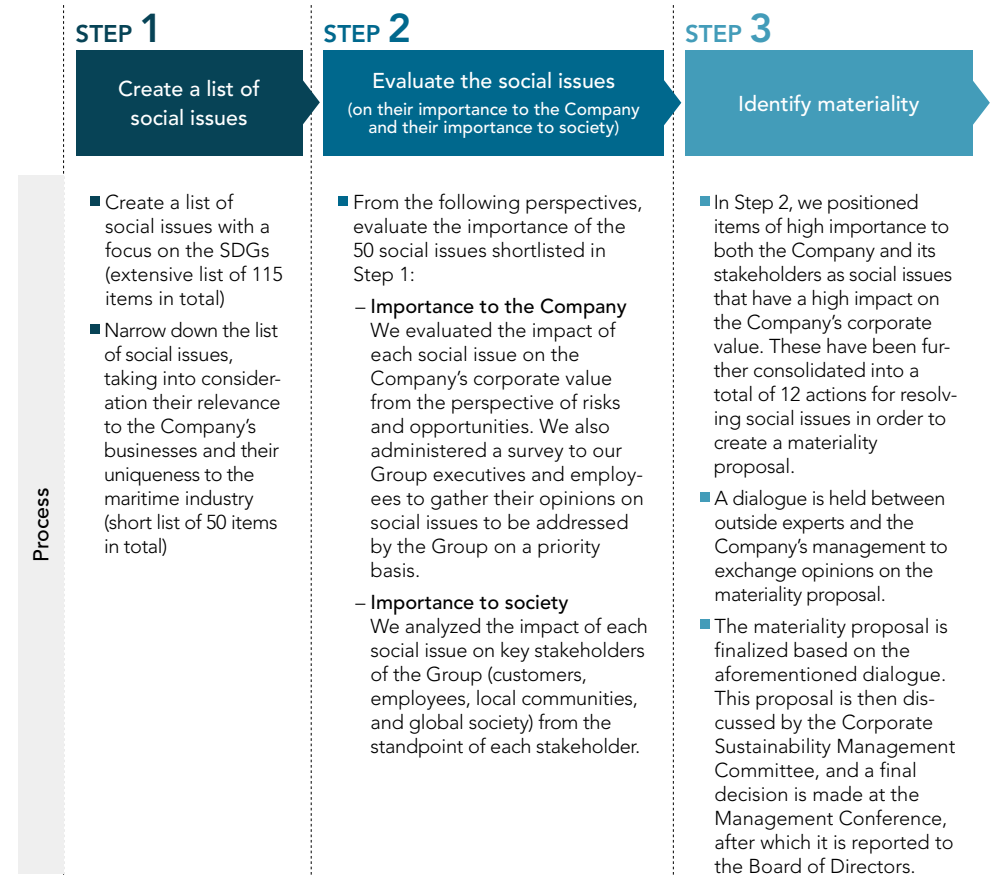 STEP 1
Create a list of
social issues
STEP 2
Evaluate the social issues
(on their importance to the Company
and their importance to society)
STEP 3
Identify materiality
Process
■ Create a list of
social issues with a
focus on the SDGs
(extensive list of 115
items in total)
■ Narrow down the list
of social issues,
taking into consider-
ation their relevance
to the Company's
businesses and their
uniqueness to the
maritime industry
(short list of 50 items
in total)
■ From the following perspectives,
evaluate the importance of the
50 social issues shortlisted in
Step 1:
– Importance to the Company
We evaluated the impact of
each social issue on the
Company's corporate value
from the perspective of risks
and opportunities. We also
administered a survey to our
Group executives and employ-
ees to gather their opinions on
social issues to be addressed
by the Group on a priority
basis.
– Importance to society
We analyzed the impact of each
social issue on key stakeholders
of the Group (customers,
employees, local communities,
and global society) from the
standpoint of each stakeholder.
■ In Step 2, we positioned
items of high importance to
both the Company and its
stakeholders as social issues
that have a high impact on
the Company's corporate
value. These have been fur-
ther consolidated into a
total of 12 actions for resolv-
ing social issues in order to
create a materiality
proposal.
■ A dialogue is held between
outside experts and the
Company's management to
exchange opinions on the
materiality proposal.
■ The materiality proposal is
finalized based on the
aforementioned dialogue.
This proposal is then dis-
cussed by the Corporate
Sustainability Management
Committee, and a final
decision is made at the
Management Conference,
after which it is reported to
the Board of Directors.